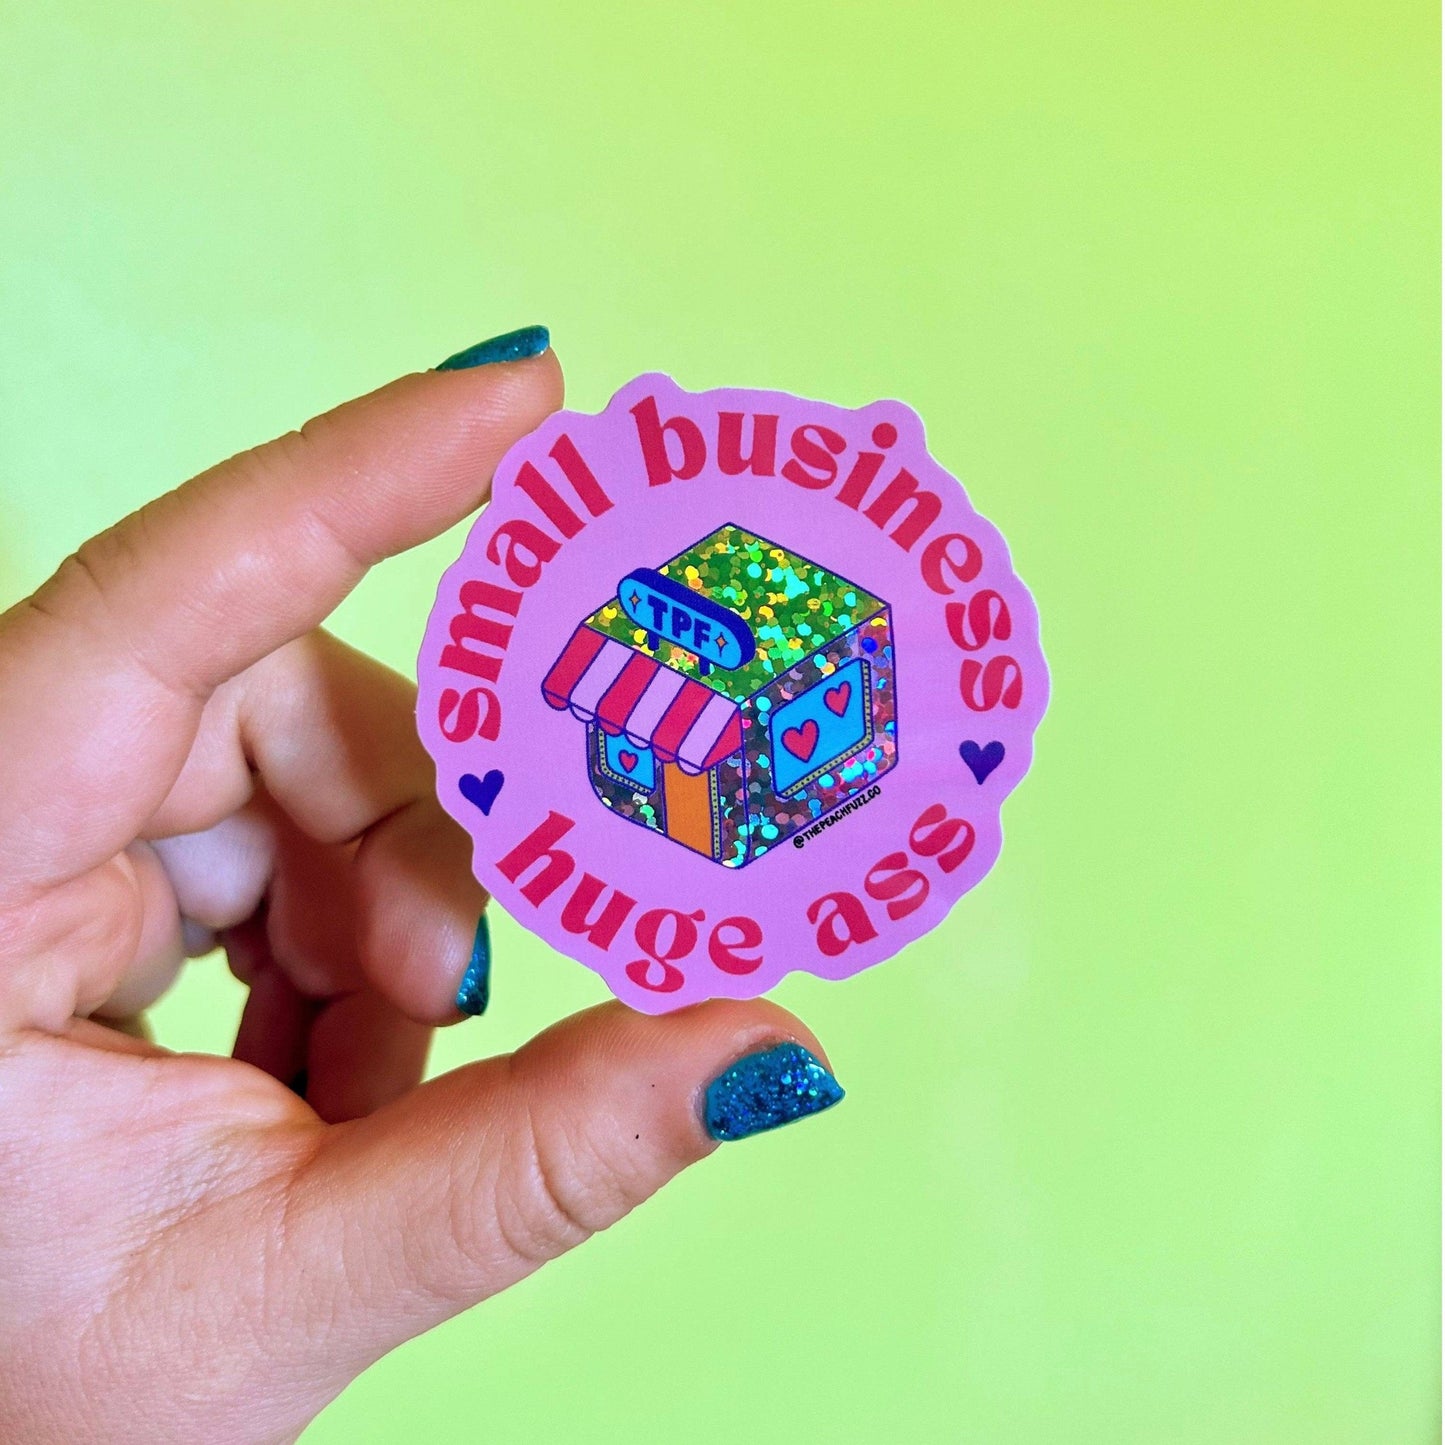 small business
TPF
@THEPEACHFUZZ.CO
huge ass